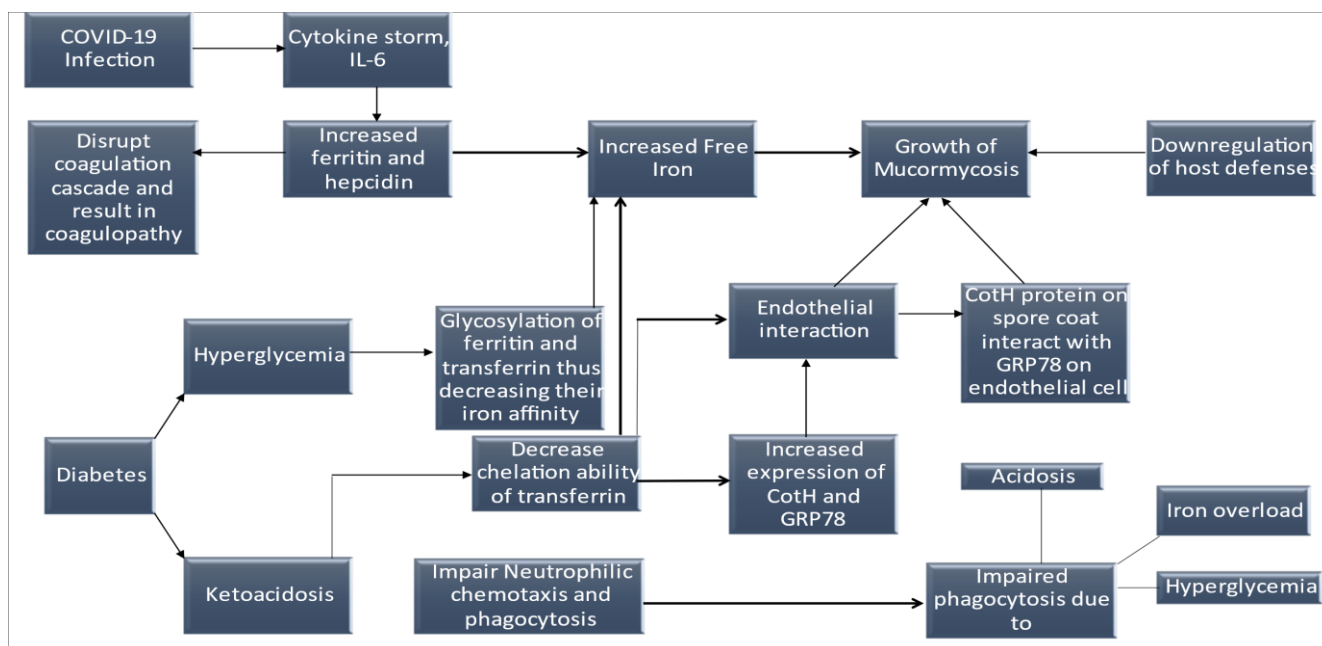 COVID-19
Infection
Cytokine storm,
IL-6
Disrupt
coagulation
cascade and
result in
coagulopathy
Increased
ferritin and
hepcidin
Increased Free
Iron
Growth of
Mucormycosis
Downregulation
of host defenses
Hyperglycemia
Glycosylation of
ferritin and
transferrin thus
decreasing their
iron affinity
Endothelial
interaction
CotH protein on
spore coat
interact with
GRP78 on
endothelial cell
Diabetes
Decrease
chelation ability
of transferrin
Increased
expression of
CotH and
GRP78
Acidosis
Iron overload
Ketoacidosis
Impair Neutrophilic
chemotaxis and
phagocytosis
Impaired
phagocytosis due
to
Hyperglycemia